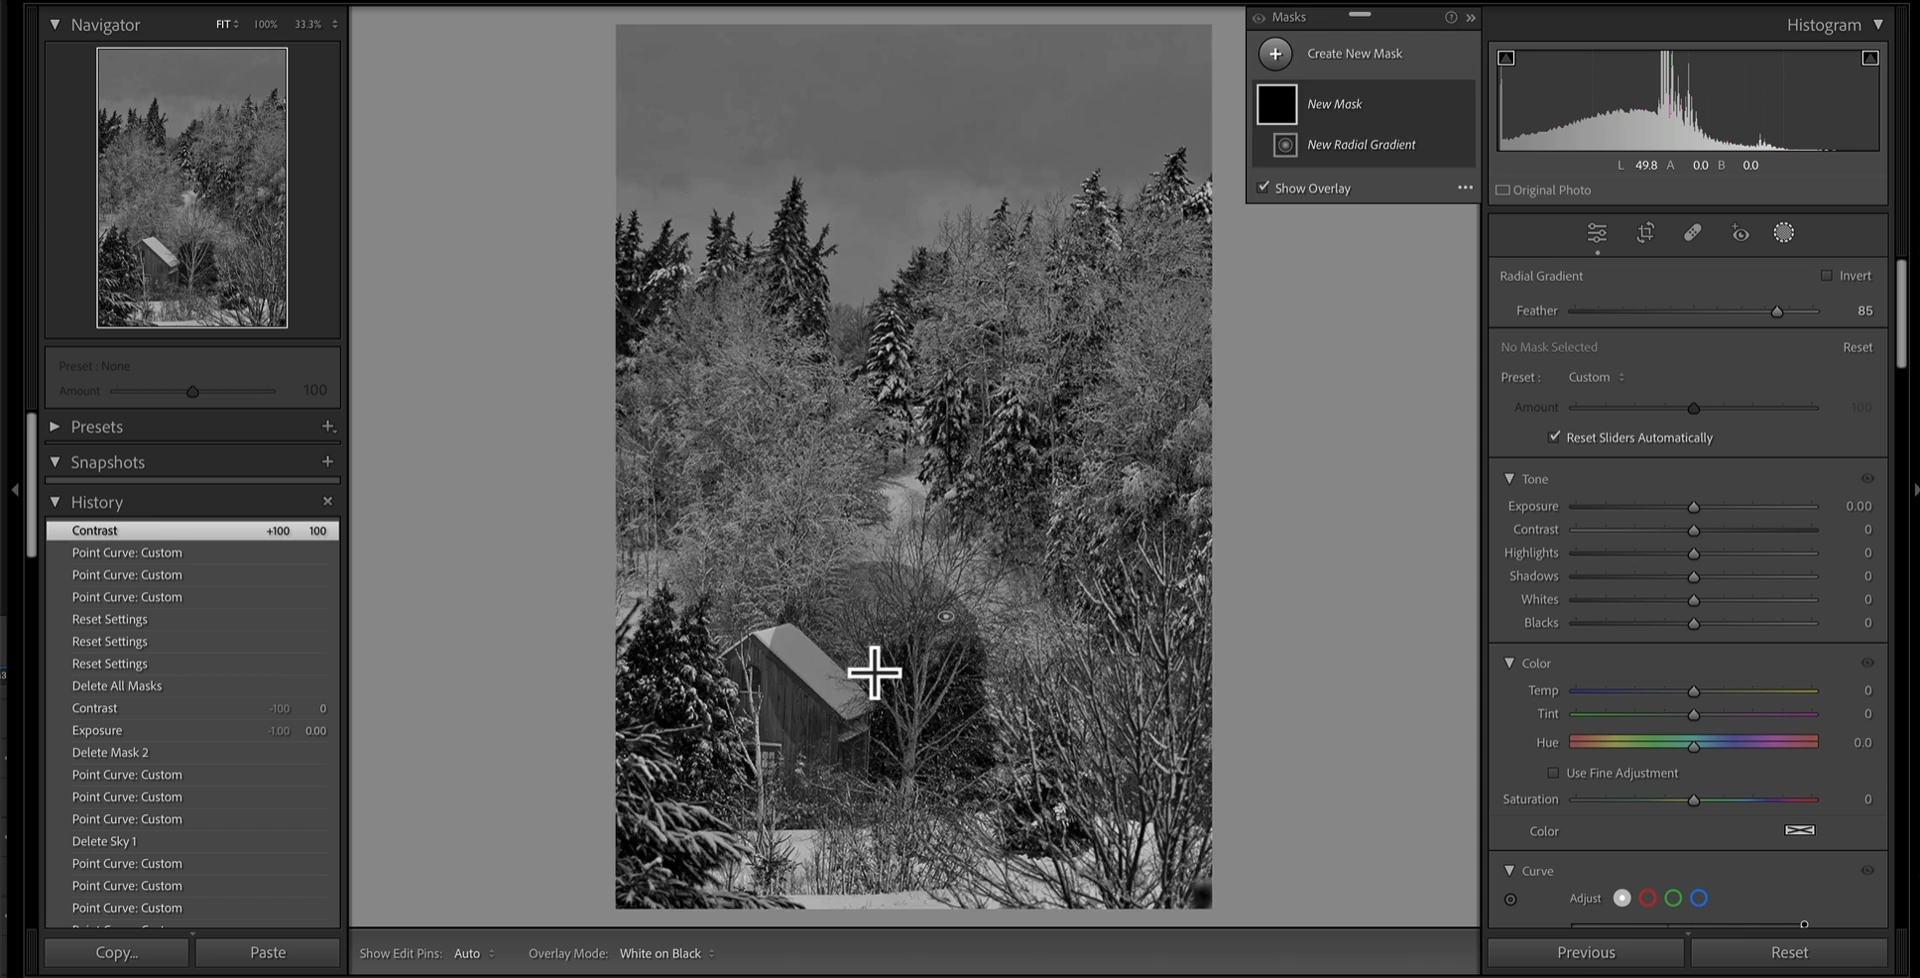 Navigator FIT 100% 33.3%
Preset : None
Amount 100
Presets
Snapshots
History
Contrast +100 100
Point Curve: Custom
Point Curve: Custom
Point Curve: Custom
Reset Settings
Reset Settings
Reset Settings
Delete All Masks
Contrast -100 0
Exposure -1.00 0.00
Delete Mask 2
Point Curve: Custom
Point Curve: Custom
Point Curve: Custom
Delete Sky 1
Point Curve: Custom
Point Curve: Custom
Point Curve: Custom
Copy... Paste
Show Edit Pins: Auto Overlay Mode: White on Black
Masks
Create New Mask
New Mask
New Radial Gradient
Show Overlay
Histogram
L 49.8 A 0.0 B 0.0
Original Photo
Radial Gradient Invert
Feather 85
No Mask Selected Reset
Preset : Custom
Amount 100
Reset Sliders Automatically
Tone
Exposure 0.00
Contrast 0
Highlights 0
Shadows 0
Whites 0
Blacks 0
Color
Temp 0
Tint 0
Hue 0.0
Use Fine Adjustment
Saturation 0
Color
Curve
Adjust
Previous Reset